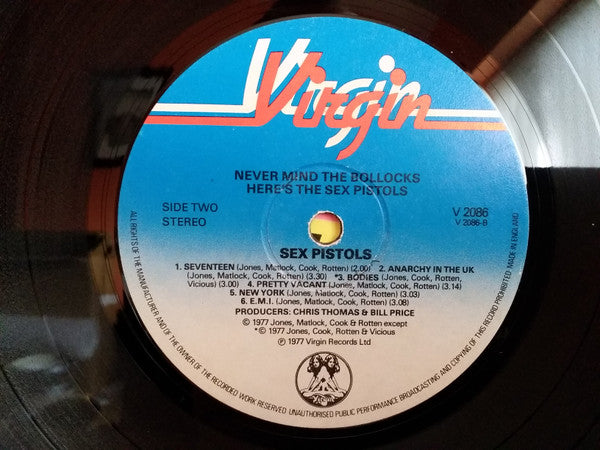 Virgin
NEVER MIND THE BOLLOCKS
HERE'S THE SEX PISTOLS
SIDE TWO
STEREO
V 2086
V 2086-B
SEX PISTOLS
1. SEVENTEEN (Jones, Matlock, Cook, Rotten) (2.00) 2. ANARCHY IN THE UK
(Jones, Matlock, Cook, Rotten) (3.30) *3. BODIES (Jones, Cook, Rotten,
Vicious) (3.00) 4. PRETTY VACANT (Jones, Matlock, Cook, Rotten) (3.14)
5. NEW YORK (Jones, Matlock, Cook, Rotten) (3.03)
6. E.M.I. (Jones, Matlock, Cook, Rotten) (3.08)
PRODUCERS: CHRIS THOMAS & BILL PRICE
© 1977 Jones, Matlock, Cook & Rotten except
*© 1977 Jones, Cook, Rotten & Vicious
℗ 1977 Virgin Records Ltd
Virgin
ALL RIGHTS OF THE MANUFACTURER AND OF THE OWNER OF THE RECORDED WORK RESERVED. UNAUTHORISED PUBLIC PERFORMANCE BROADCASTING AND COPYING OF THIS RECORD PROHIBITED. MADE IN ENGLAND